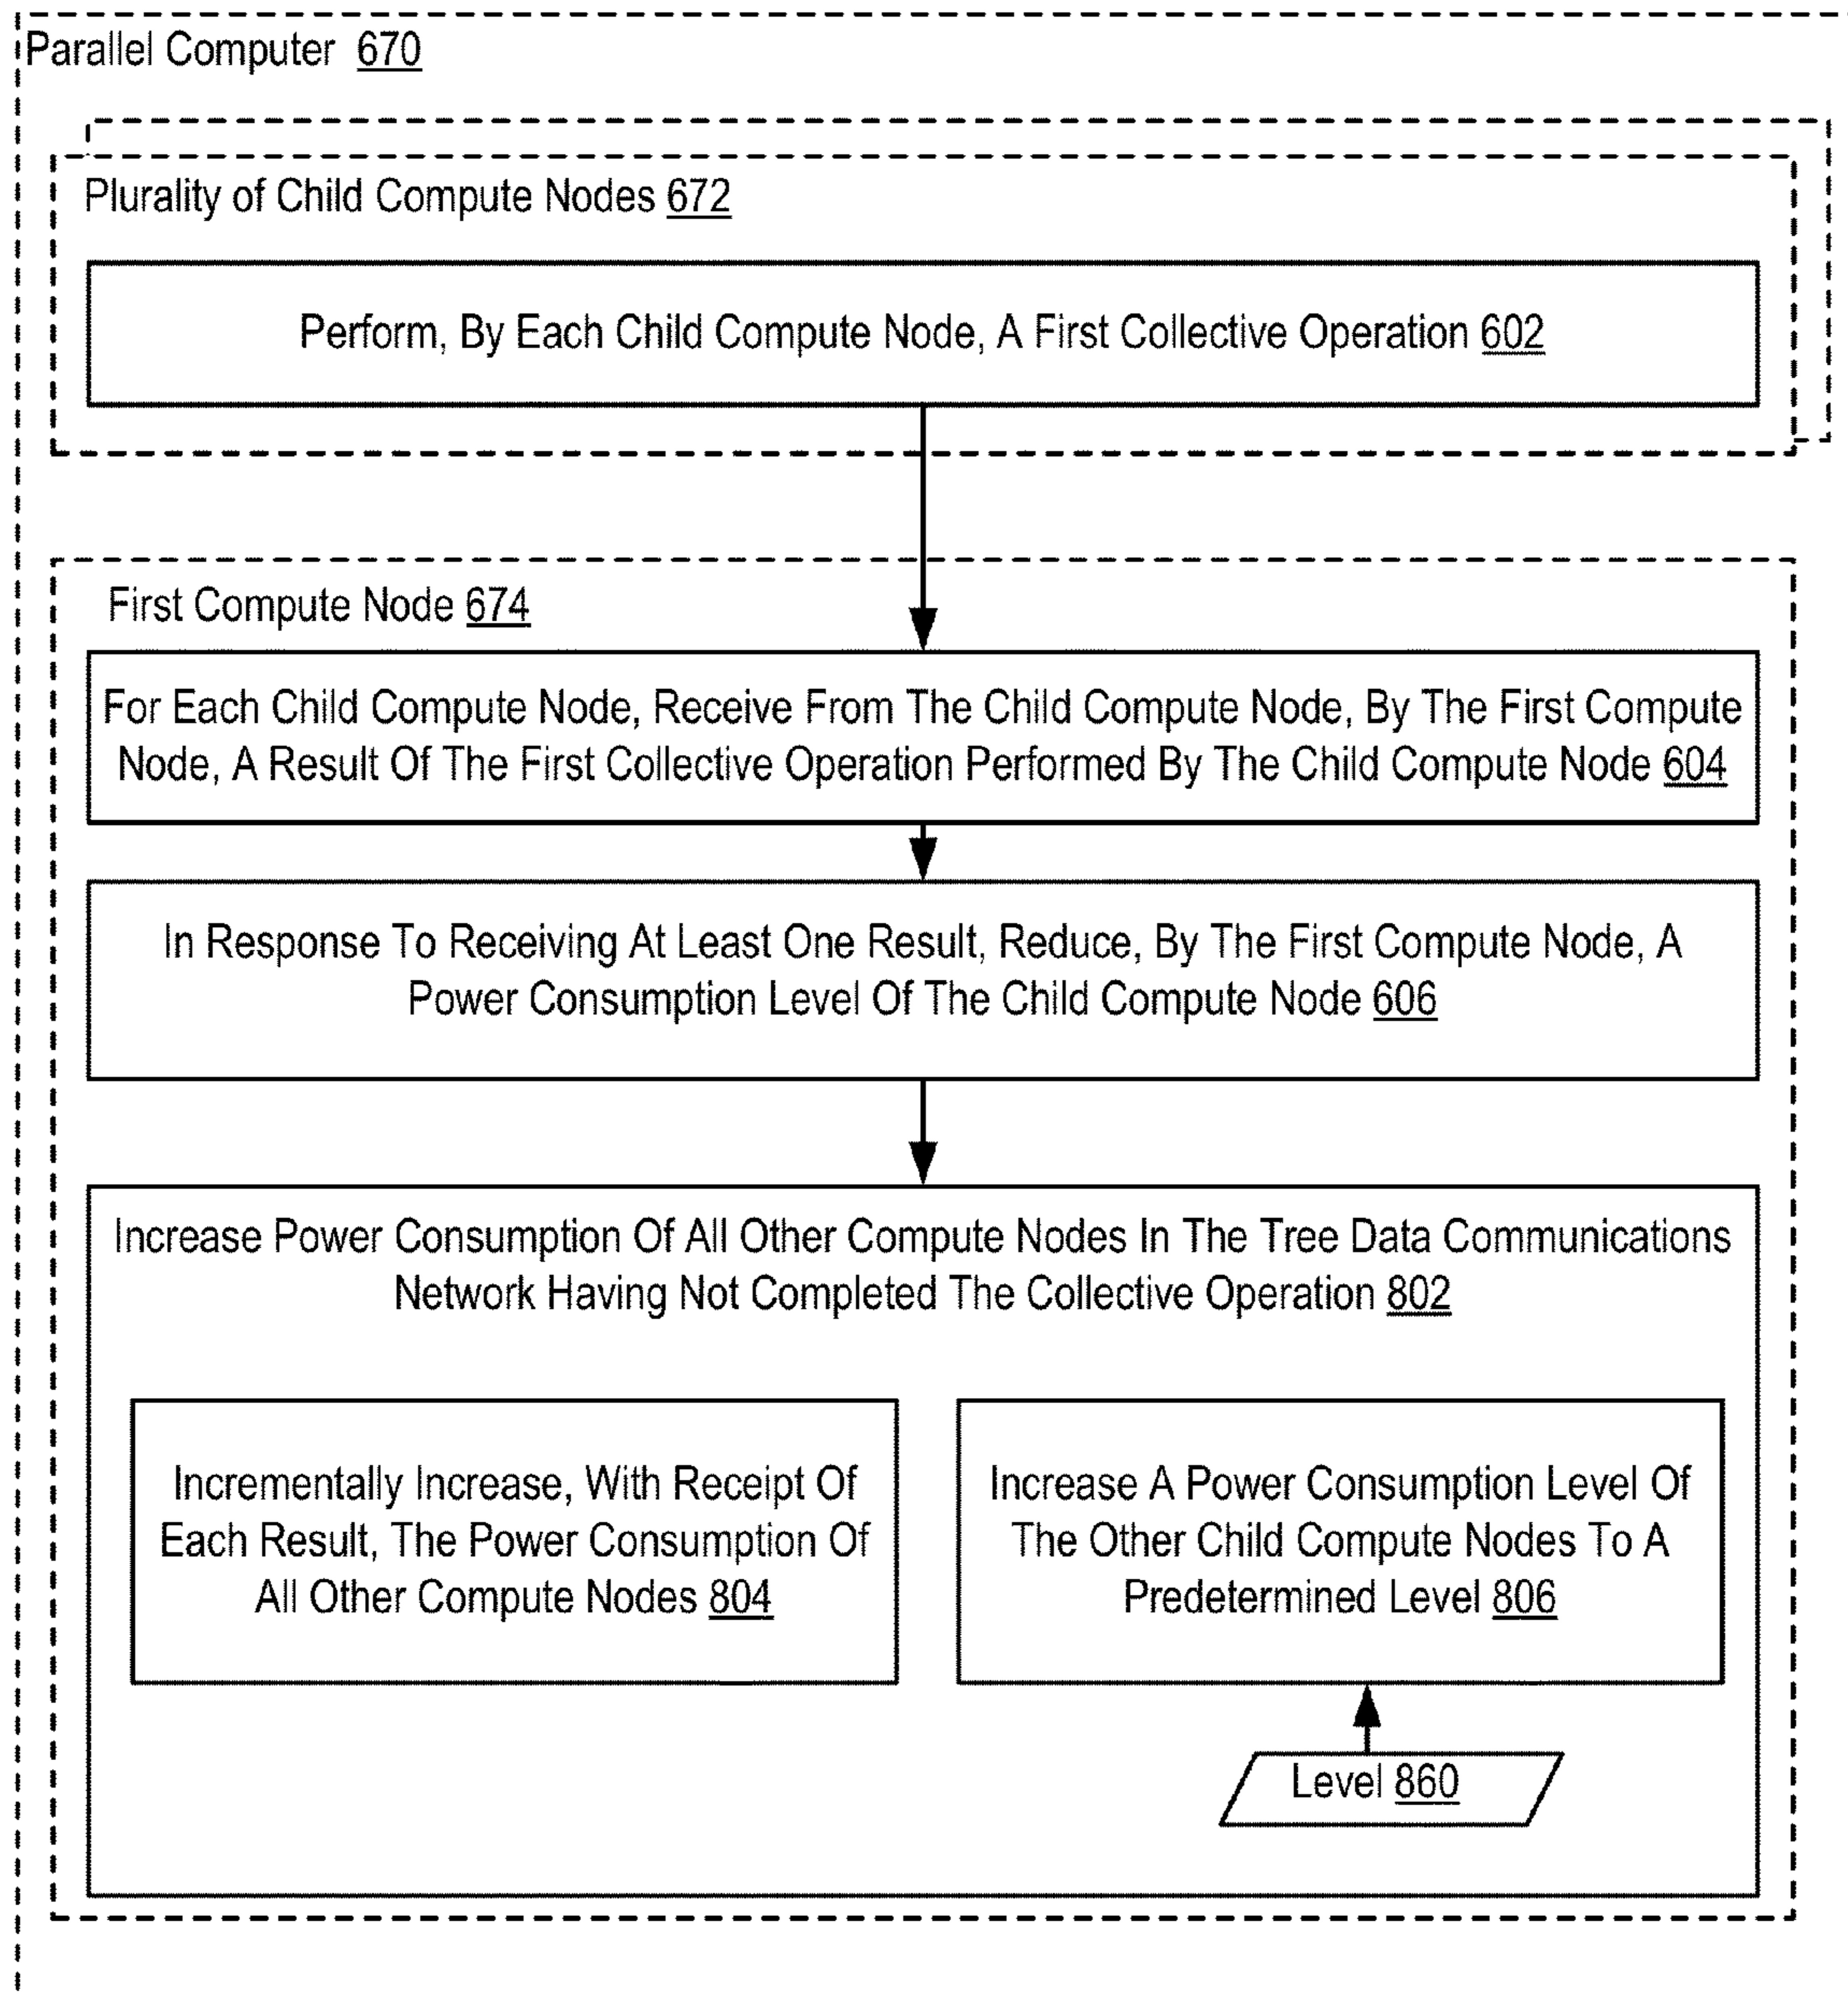 Parallel Computer 670
Plurality of Child Compute Nodes 672
Perform, By Each Child Compute Node, A First Collective Operation 602
First Compute Node 674
For Each Child Compute Node, Receive From The Child Compute Node, By The First Compute
Node, A Result Of The First Collective Operation Performed By The Child Compute Node 604
In Response To Receiving At Least One Result, Reduce, By The First Compute Node, A
Power Consumption Level Of The Child Compute Node 606
Increase Power Consumption Of All Other Compute Nodes In The Tree Data Communications
Network Having Not Completed The Collective Operation 802
Incrementally Increase, With Receipt Of
Each Result, The Power Consumption Of
All Other Compute Nodes 804
Increase A Power Consumption Level Of
The Other Child Compute Nodes To A
Predetermined Level 806
Level 860